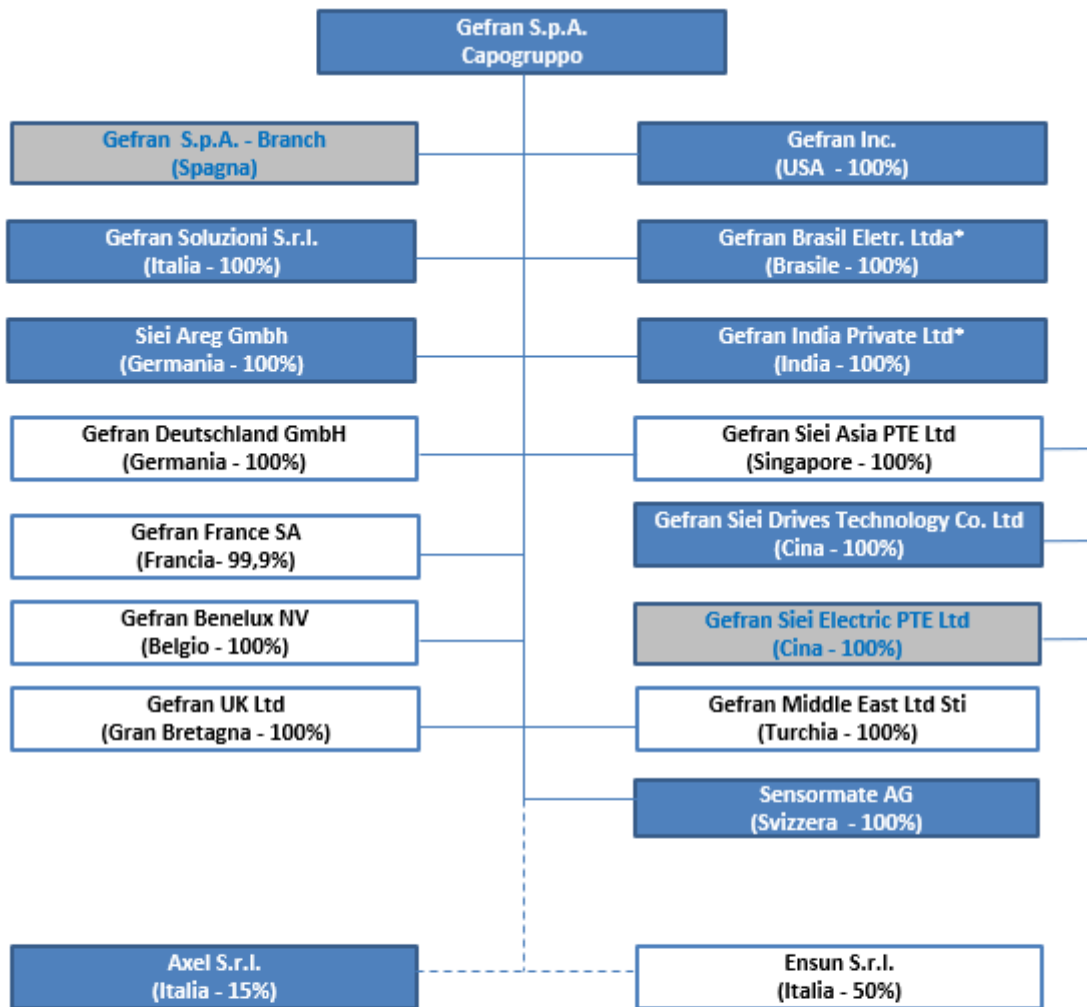 Gefran S.p.A.
Capogruppo
Gefran S.p.A. - Branch
(Spagna)
Gefran Inc.
(USA - 100%)
Gefran Soluzioni S.r.l.
(Italia - 100%)
Gefran Brasil Eletr. Ltda*
(Brasile - 100%)
Siei Areg Gmbh
(Germania - 100%)
Gefran India Private Ltd*
(India - 100%)
Gefran Deutschland GmbH
(Germania - 100%)
Gefran Siei Asia PTE Ltd
(Singapore - 100%)
Gefran France SA
(Francia- 99,9%)
Gefran Siei Drives Technology Co. Ltd
(Cina - 100%)
Gefran Benelux NV
(Belgio - 100%)
Gefran Siei Electric PTE Ltd
(Cina - 100%)
Gefran UK Ltd
(Gran Bretagna - 100%)
Gefran Middle East Ltd Sti
(Turchia - 100%)
Sensormate AG
(Svizzera - 100%)
Axel S.r.l.
(Italia - 15%)
Ensun S.r.l.
(Italia - 50%)